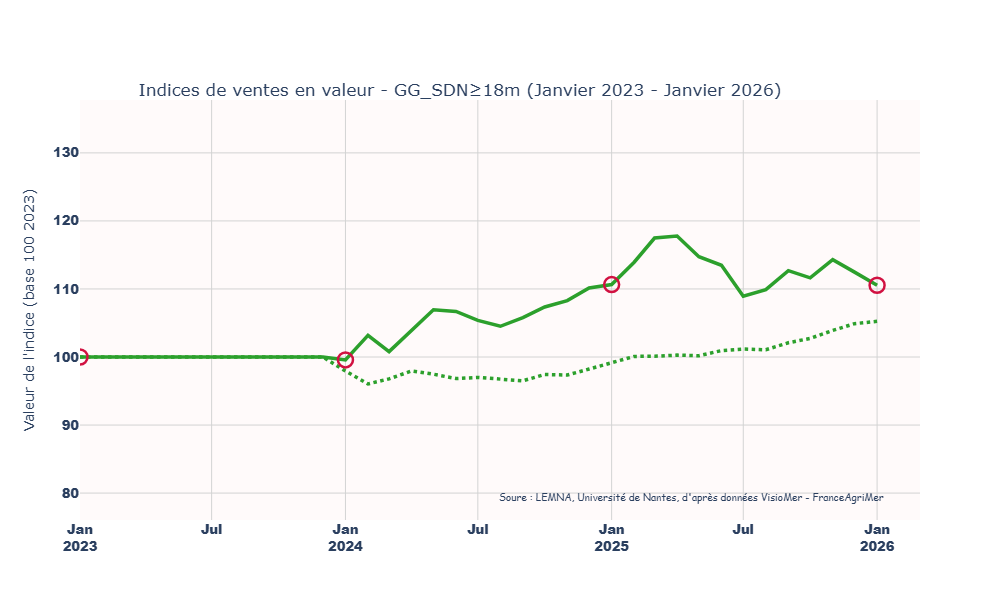 Indices de ventes en valeur - GG_SDN≥18m (Janvier 2023 - Janvier 2026)
Valeur de l'indice (base 100 2023)
130
120
110
100
90
80
Soure : LEMNA, Université de Nantes, d'après données VisioMer - FranceAgriMer
Jan Jul Jan Jul Jan Jul Jan
2023 2024 2025 2026